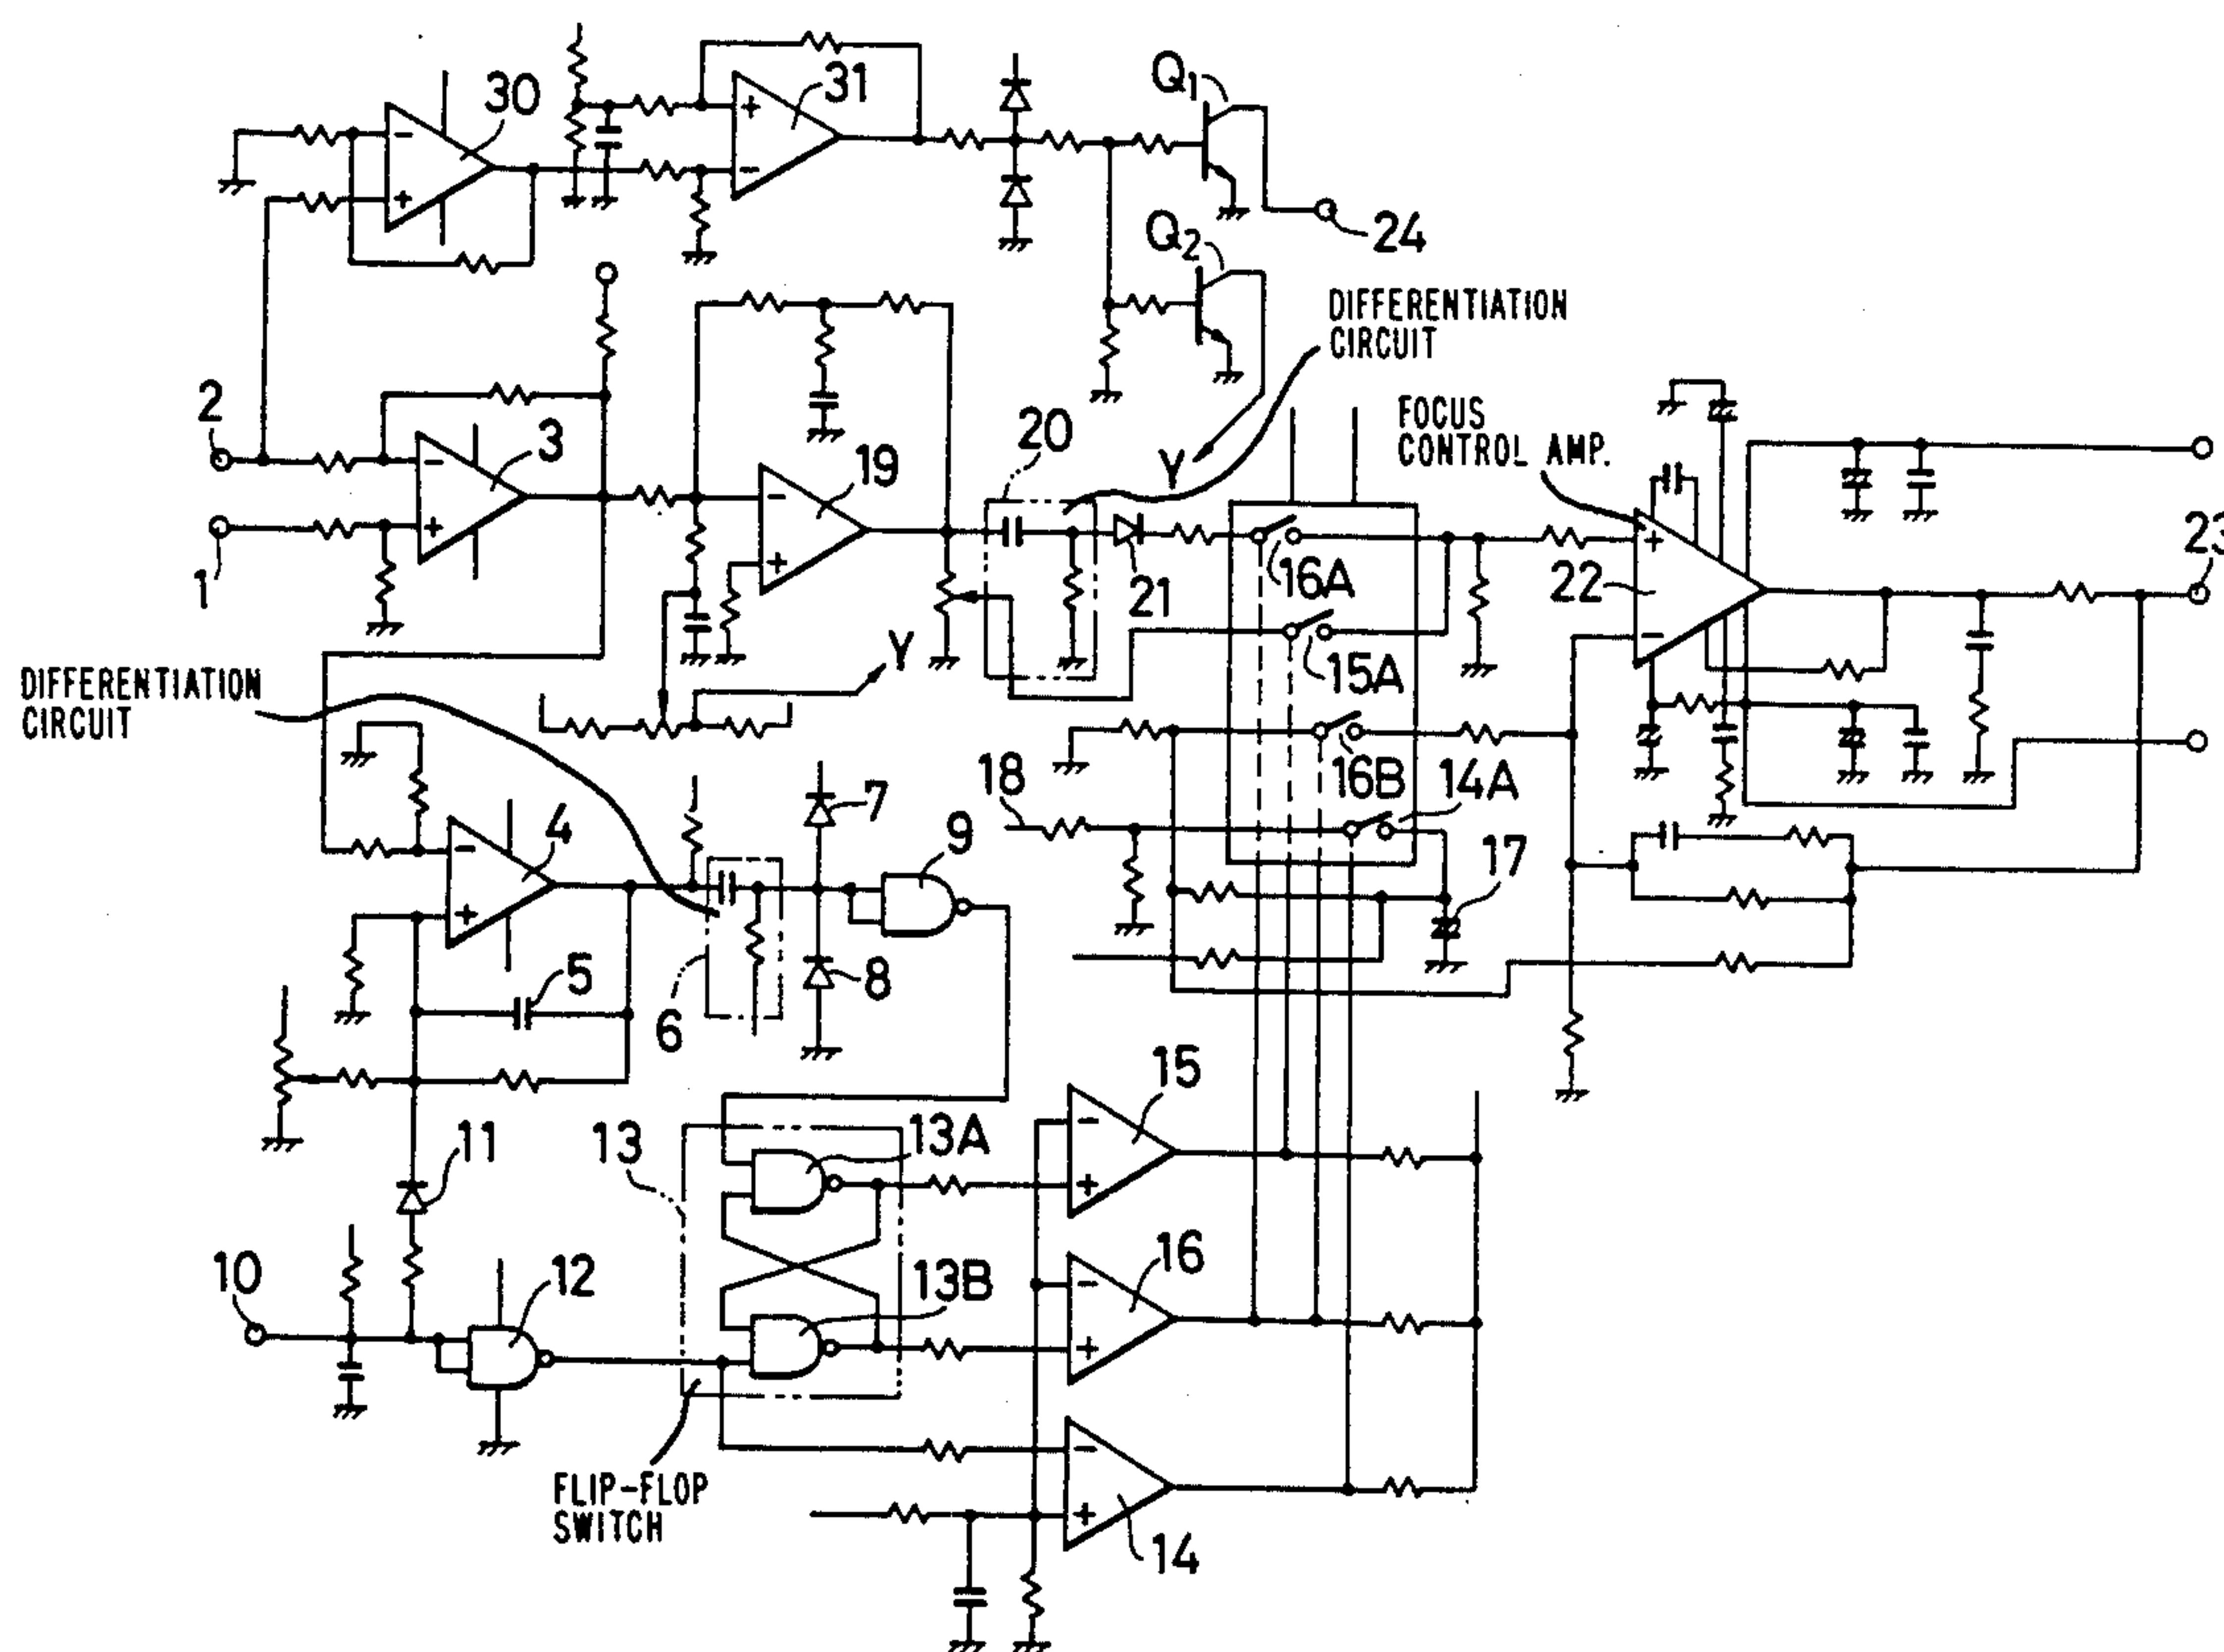 30
31
Q1
24
Q2
DIFFERENTIATION
CIRCUIT
2
3
19
20
Y
FOCUS
CONTROL AMP.
1
21
16A
22
23
15A
Y
DIFFERENTIATION
CIRCUIT
16B
14A
18
4
7
9
17
5
8
6
15
11
13
13A
10
12
13B
16
FLIP-FLOP
SWITCH
14